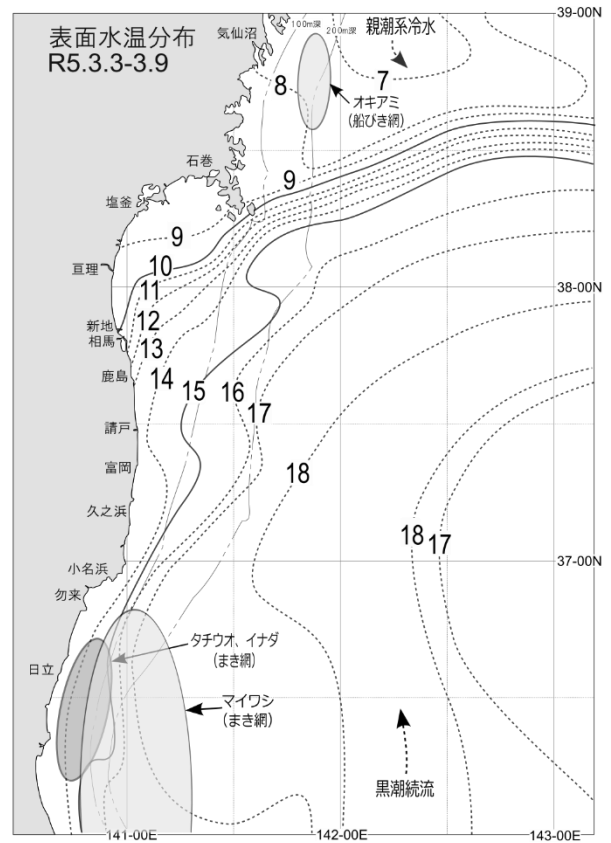 表面水温分布
R5.3.3-3.9
気仙沼
100m深
200m深
親潮系冷水
39-00N
8
7
オキアミ
(船びき網)
石巻
9
塩釜
9
亘理
10
38-00N
11
新地
12
相馬
13
鹿島
14
15
16
17
請戸
18
富岡
久之浜
18
17
37-00N
小名浜
勿来
タチウオ、イナダ
(まき網)
日立
マイワシ
(まき網)
黒潮続流
141-00E
142-00E
143-00E